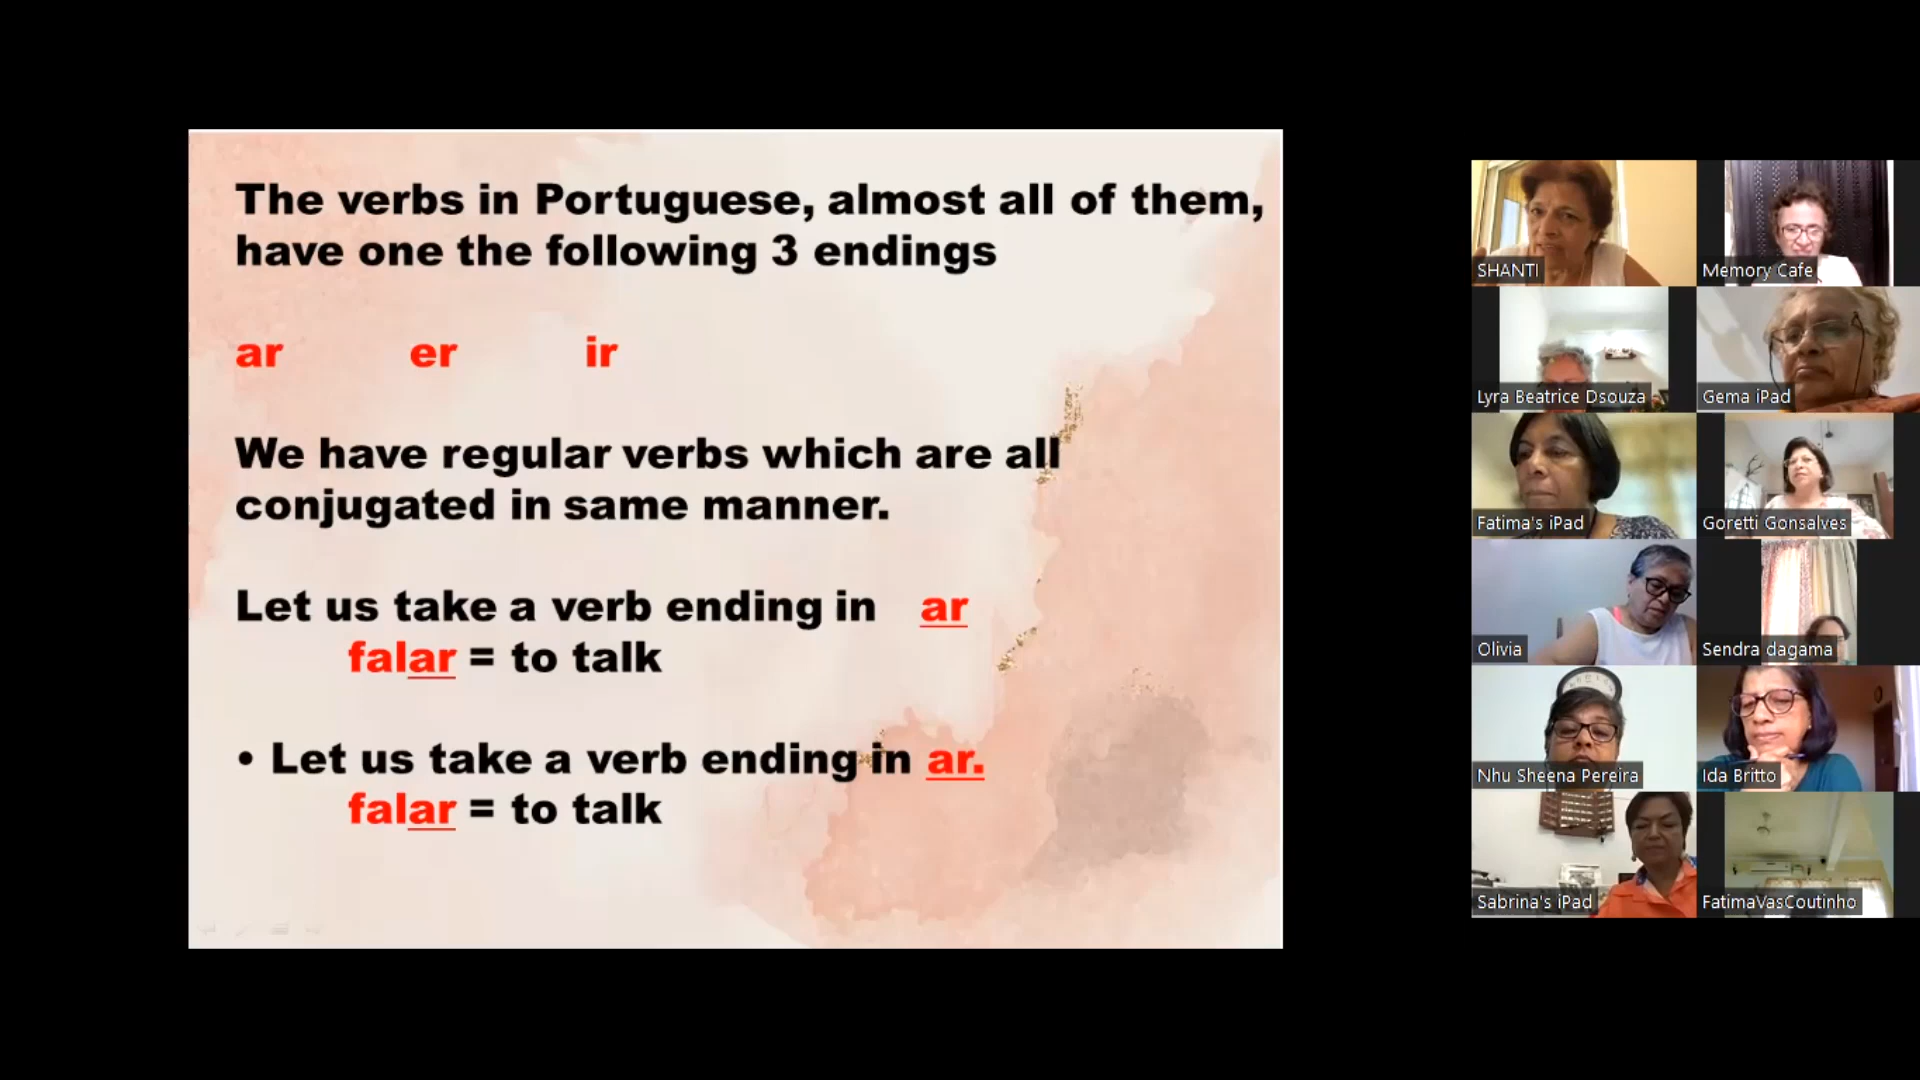 The verbs in Portuguese, almost all of them,
have one the following 3 endings
ar er ir
We have regular verbs which are all
conjugated in same manner.
Let us take a verb ending in ar
falar = to talk
• Let us take a verb ending in ar.
falar = to talk
SHANTI
Memory Cafe
Lyra Beatrice Dsouza
Gema iPad
Fatima's iPad
Goretti Gonsalves
Olivia
Sendra dagama
Nhu Sheena Pereira
Ida Britto
Sabrina's iPad
FatimaVasCoutinho